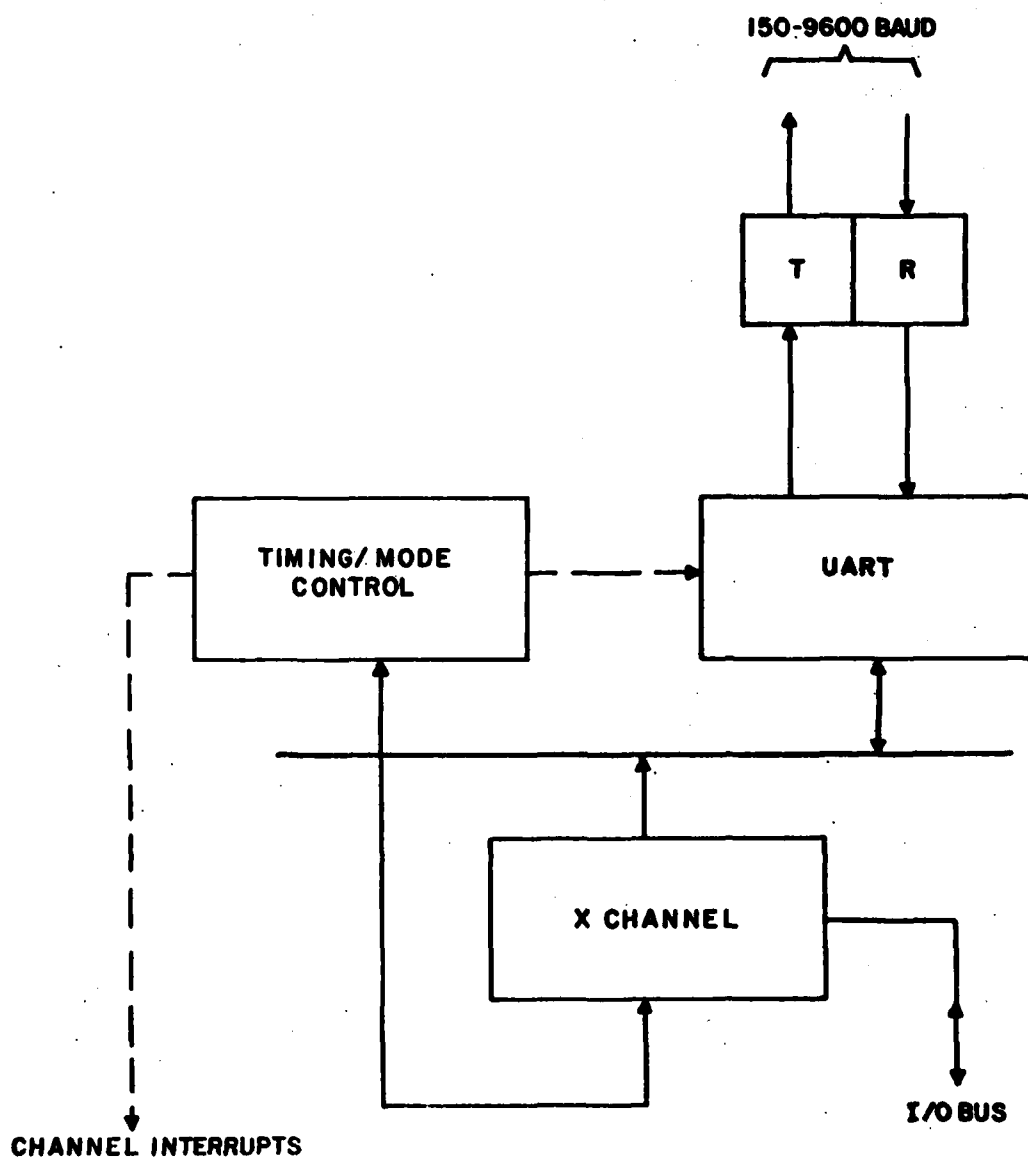 150-9600 BAUD
T
R
TIMING/ MODE
CONTROL
UART
X CHANNEL
I/O BUS
CHANNEL INTERRUPTS